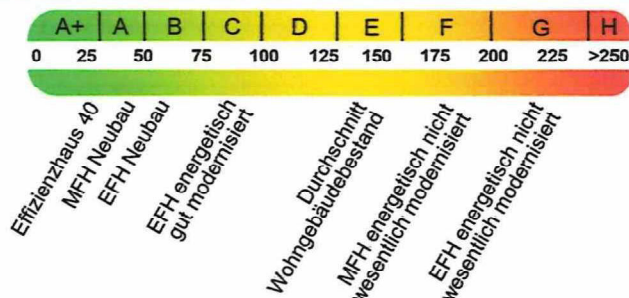 A+ A B C D E F G H
0 25 50 75 100 125 150 175 200 225 >250
Effizienzhaus 40
MFH Neubau
EFH Neubau
EFH energetisch
gut modernisiert
Durchschnitt
Wohngebäudebestand
MFH energetisch nicht
wesentlich modernisiert
EFH energetisch nicht
wesentlich modernisiert